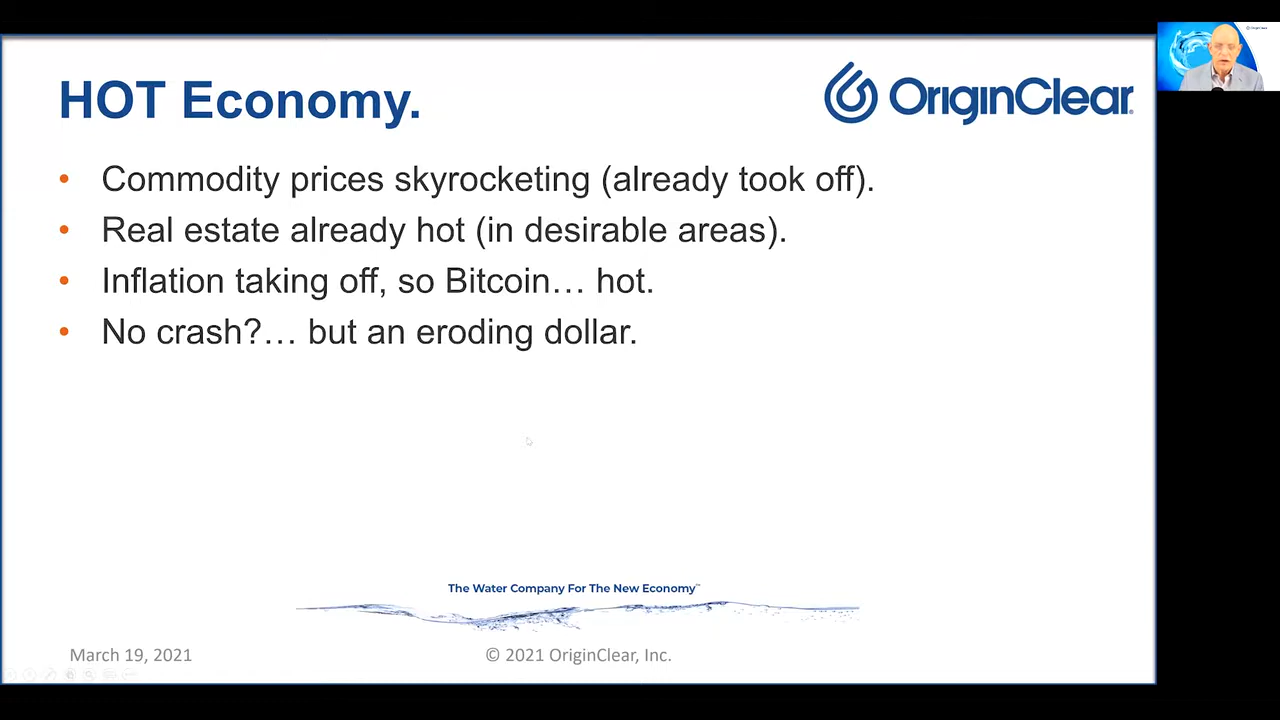 HOT Economy.
OriginClear
• Commodity prices skyrocketing (already took off).
• Real estate already hot (in desirable areas).
• Inflation taking off, so Bitcoin… hot.
• No crash?… but an eroding dollar.
The Water Company For The New Economy™
March 19, 2021
© 2021 OriginClear, Inc.